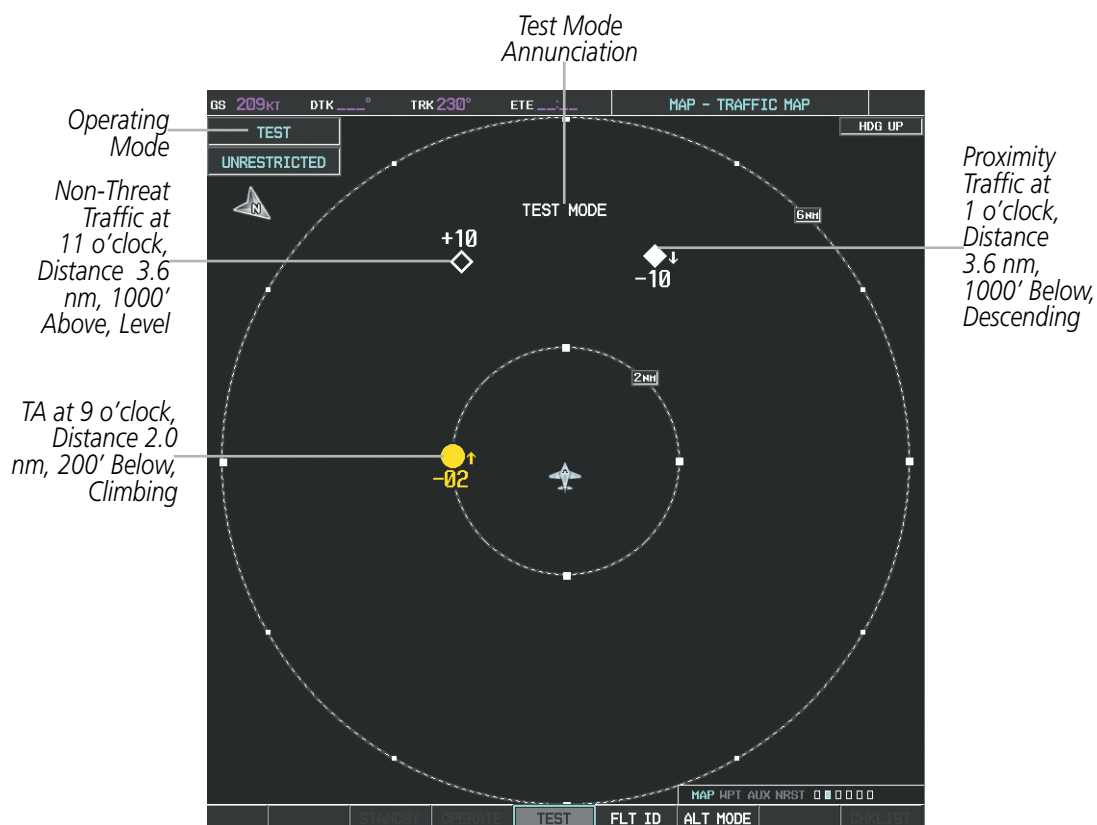 Test Mode
Annunciation
Operating
Mode
Non-Threat
Traffic at
11 o'clock,
Distance 3.6
nm, 1000'
Above, Level
TA at 9 o'clock,
Distance 2.0
nm, 200' Below,
Climbing
GS 209KT DTK ___° TRK 230° ETE __:__ MAP - TRAFFIC MAP
TEST
UNRESTRICTED
HDG UP
N
TEST MODE
6NM
+10
-10
2NM
-02
Proximity
Traffic at
1 o'clock,
Distance
3.6 nm,
1000' Below,
Descending
MAP WPT AUX NRST
STANDBY OPERATE TEST FLT ID ALT MODE CHKLIST